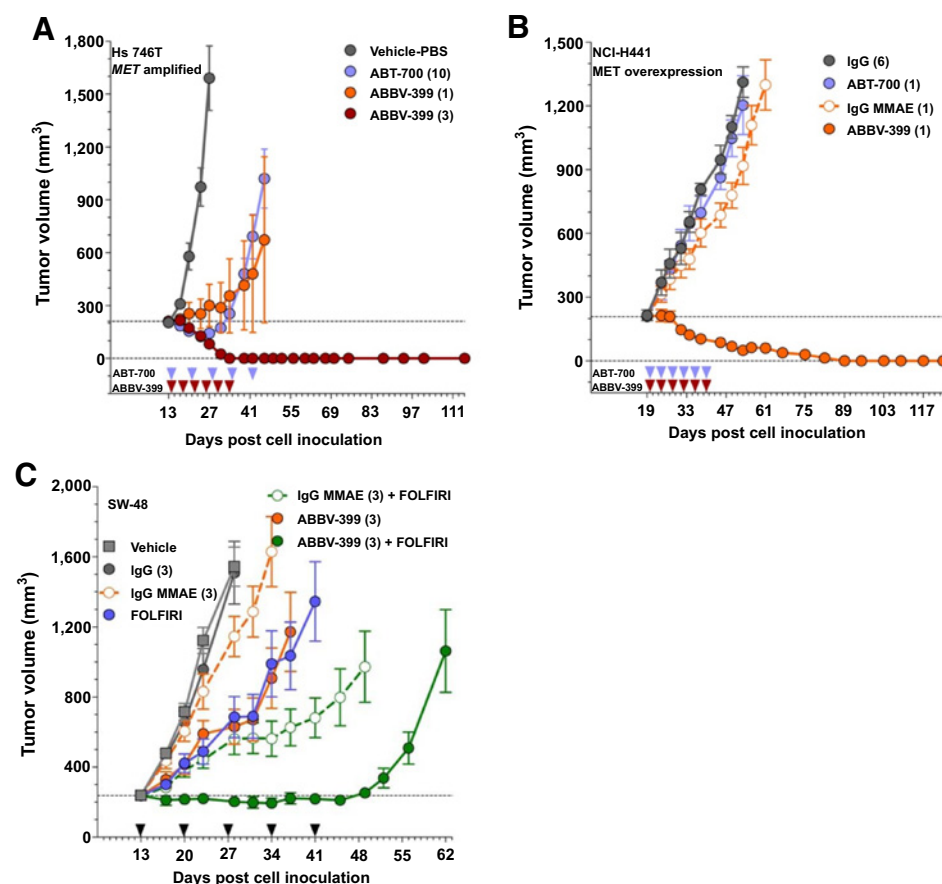 A
Hs 746T
MET amplified
Vehicle-PBS
ABT-700 (10)
ABBV-399 (1)
ABBV-399 (3)
Tumor volume (mm3)
1,800
1,500
1,200
900
600
300
0
ABT-700
ABBV-399
13 27 41 55 69 83 97 111
Days post cell inoculation
B
NCI-H441
MET overexpression
IgG (6)
ABT-700 (1)
IgG MMAE (1)
ABBV-399 (1)
Tumor volume (mm3)
1,500
1,200
900
600
300
0
ABT-700
ABBV-399
19 33 47 61 75 89 103 117
Days post cell inoculation
C
SW-48
IgG MMAE (3) + FOLFIRI
ABBV-399 (3)
ABBV-399 (3) + FOLFIRI
Vehicle
IgG (3)
IgG MMAE (3)
FOLFIRI
Tumor volume (mm3)
2,000
1,600
1,200
800
400
0
13 20 27 34 41 48 55 62
Days post cell inoculation